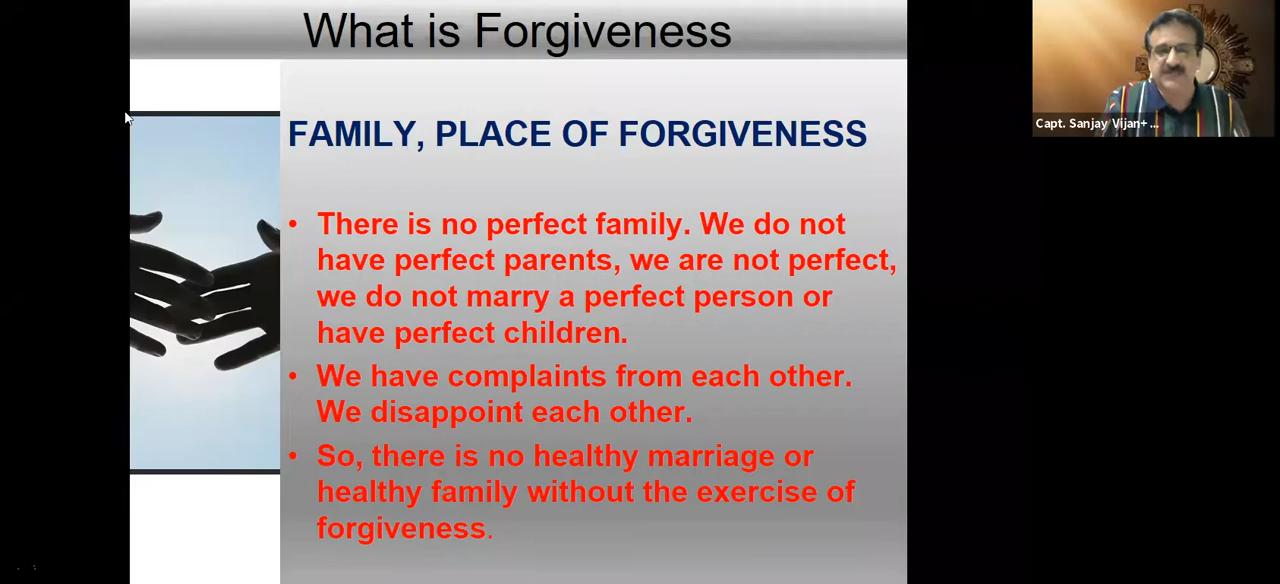 What is Forgiveness
Capt. Sanjay Vijan+ ...
FAMILY, PLACE OF FORGIVENESS
• There is no perfect family. We do not
have perfect parents, we are not perfect,
we do not marry a perfect person or
have perfect children.
• We have complaints from each other.
We disappoint each other.
• So, there is no healthy marriage or
healthy family without the exercise of
forgiveness.